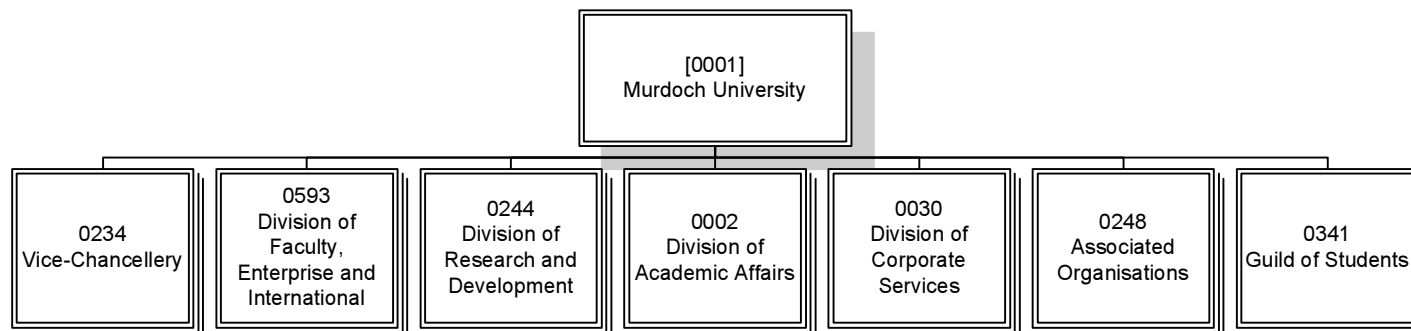 [0001]
Murdoch University
0234
Vice-Chancellery
0593
Division of
Faculty,
Enterprise and
International
0244
Division of
Research and
Development
0002
Division of
Academic Affairs
0030
Division of
Corporate
Services
0248
Associated
Organisations
0341
Guild of Students